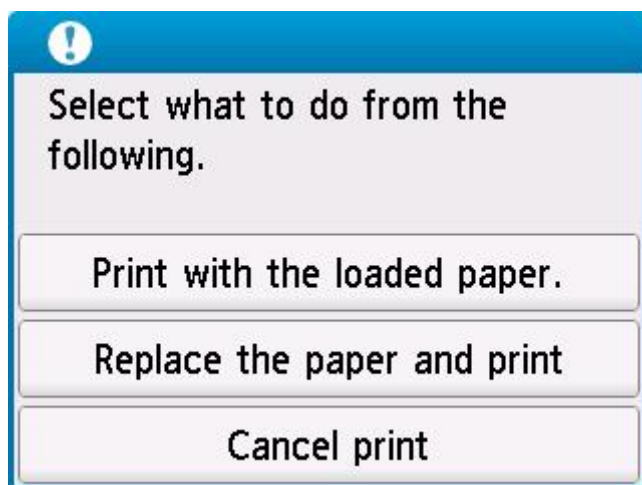 Select what to do from the
following.
Print with the loaded paper.
Replace the paper and print
Cancel print